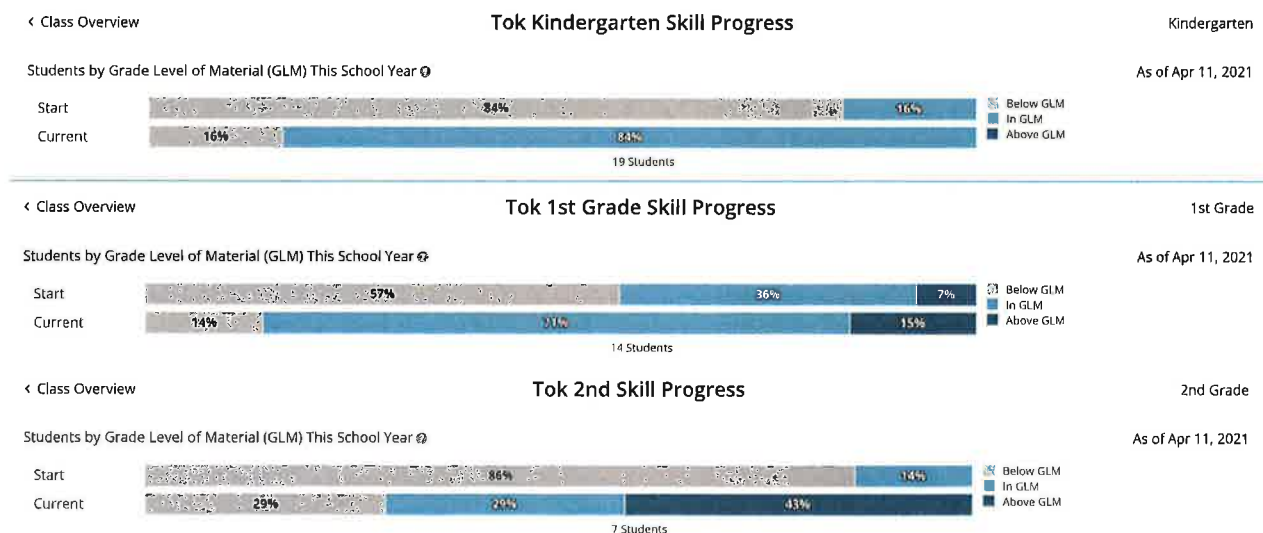 < Class Overview Tok Kindergarten Skill Progress Kindergarten
Students by Grade Level of Material (GLM) This School Year ? As of Apr 11, 2021
Start 84% 16% Below GLM
In GLM
Current 16% 84% Above GLM
19 Students
< Class Overview Tok 1st Grade Skill Progress 1st Grade
Students by Grade Level of Material (GLM) This School Year ? As of Apr 11, 2021
Start 57% 36% 7% Below GLM
In GLM
Current 14% 71% 15% Above GLM
14 Students
< Class Overview Tok 2nd Skill Progress 2nd Grade
Students by Grade Level of Material (GLM) This School Year ? As of Apr 11, 2021
Start 86% 14% Below GLM
In GLM
Current 29% 29% 43% Above GLM
7 Students